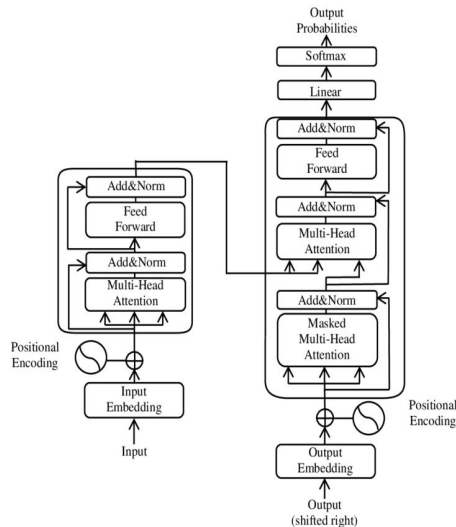 Output
Probabilities
Softmax
Linear
Add&Norm
Feed
Forward
Add&Norm
Multi-Head
Attention
Add&Norm
Masked
Multi-Head
Attention
Positional
Encoding
Output
Embedding
Output
(shifted right)
Add&Norm
Feed
Forward
Add&Norm
Multi-Head
Attention
Positional
Encoding
Input
Embedding
Input